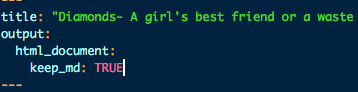 ---
title: "Diamonds- A girl's best friend or a waste
output:
  html_document:
    keep_md: TRUE
---